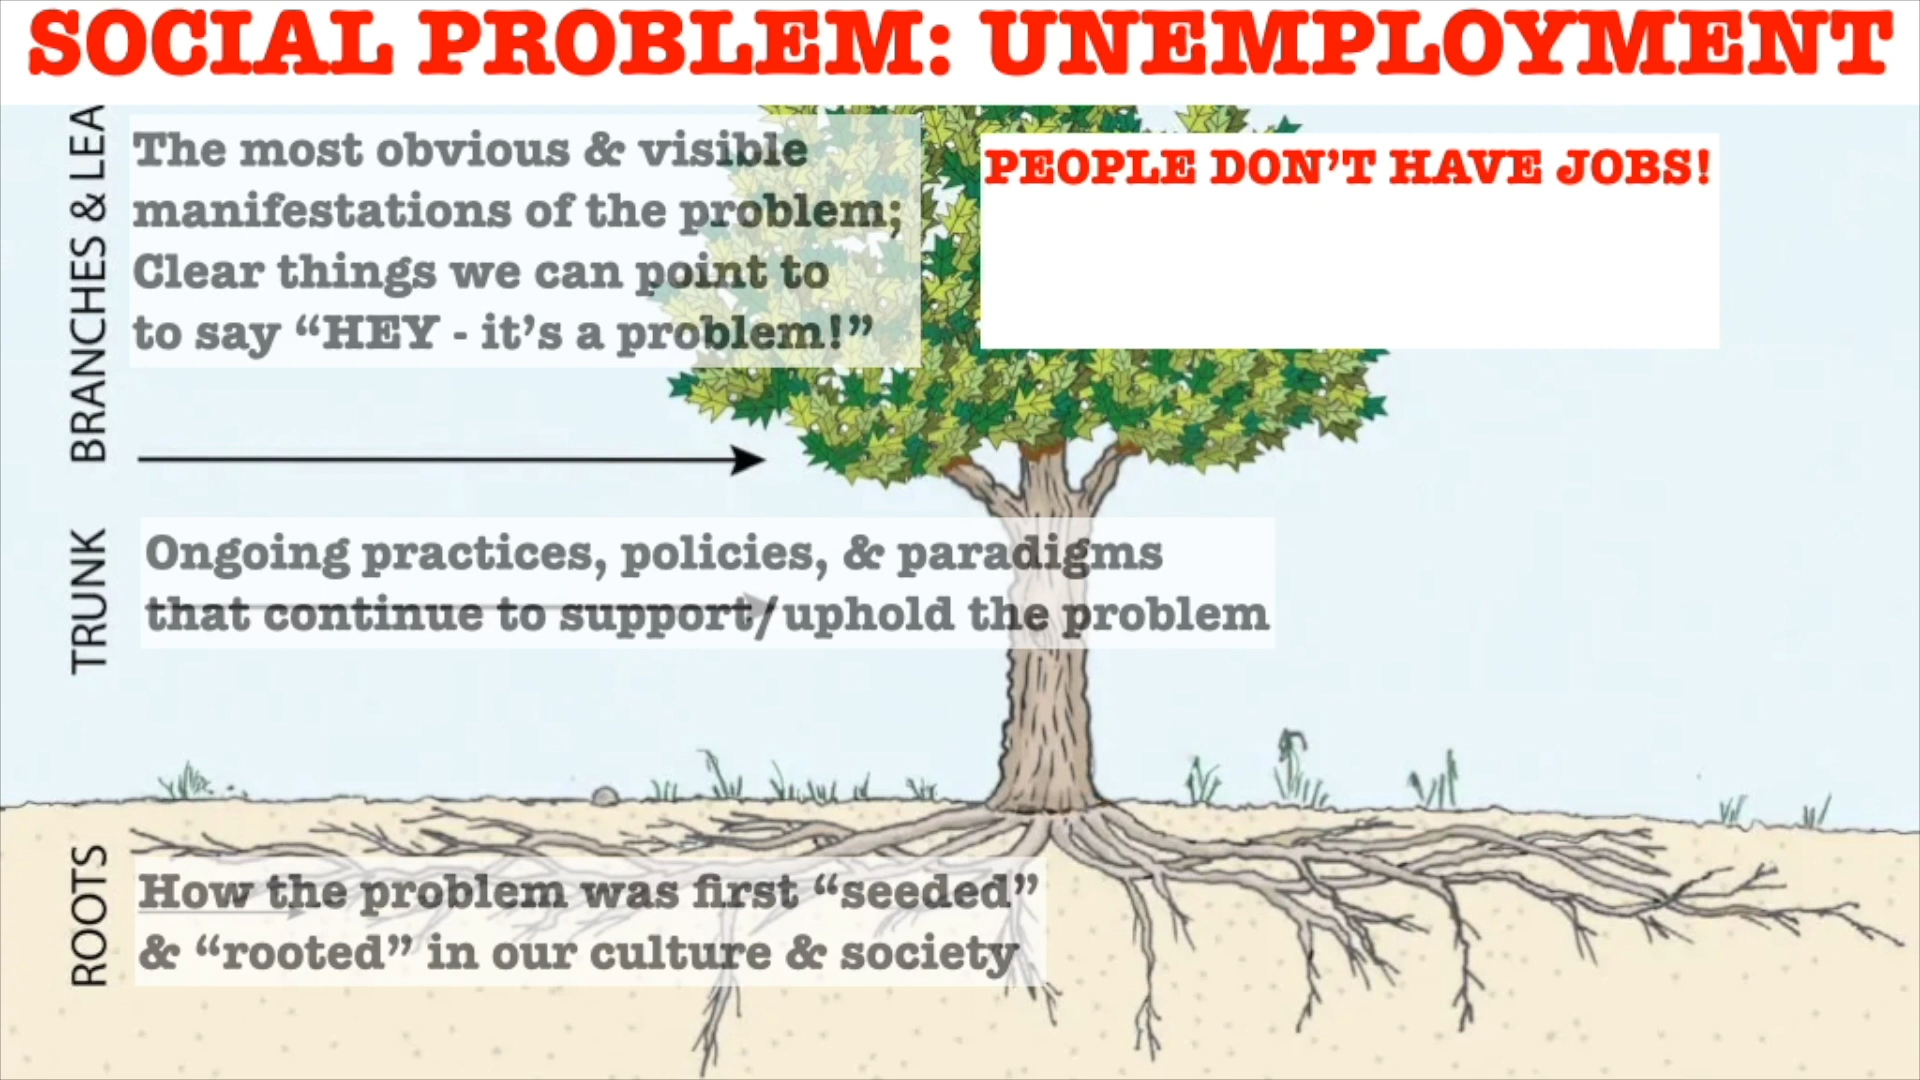 SOCIAL PROBLEM: UNEMPLOYMENT
BRANCHES & LEA
The most obvious & visible
manifestations of the problem;
Clear things we can point to
to say “HEY - it’s a problem!”
PEOPLE DON’T HAVE JOBS!
TRUNK
Ongoing practices, policies, & paradigms
that continue to support/uphold the problem
ROOTS
How the problem was first “seeded”
& “rooted” in our culture & society